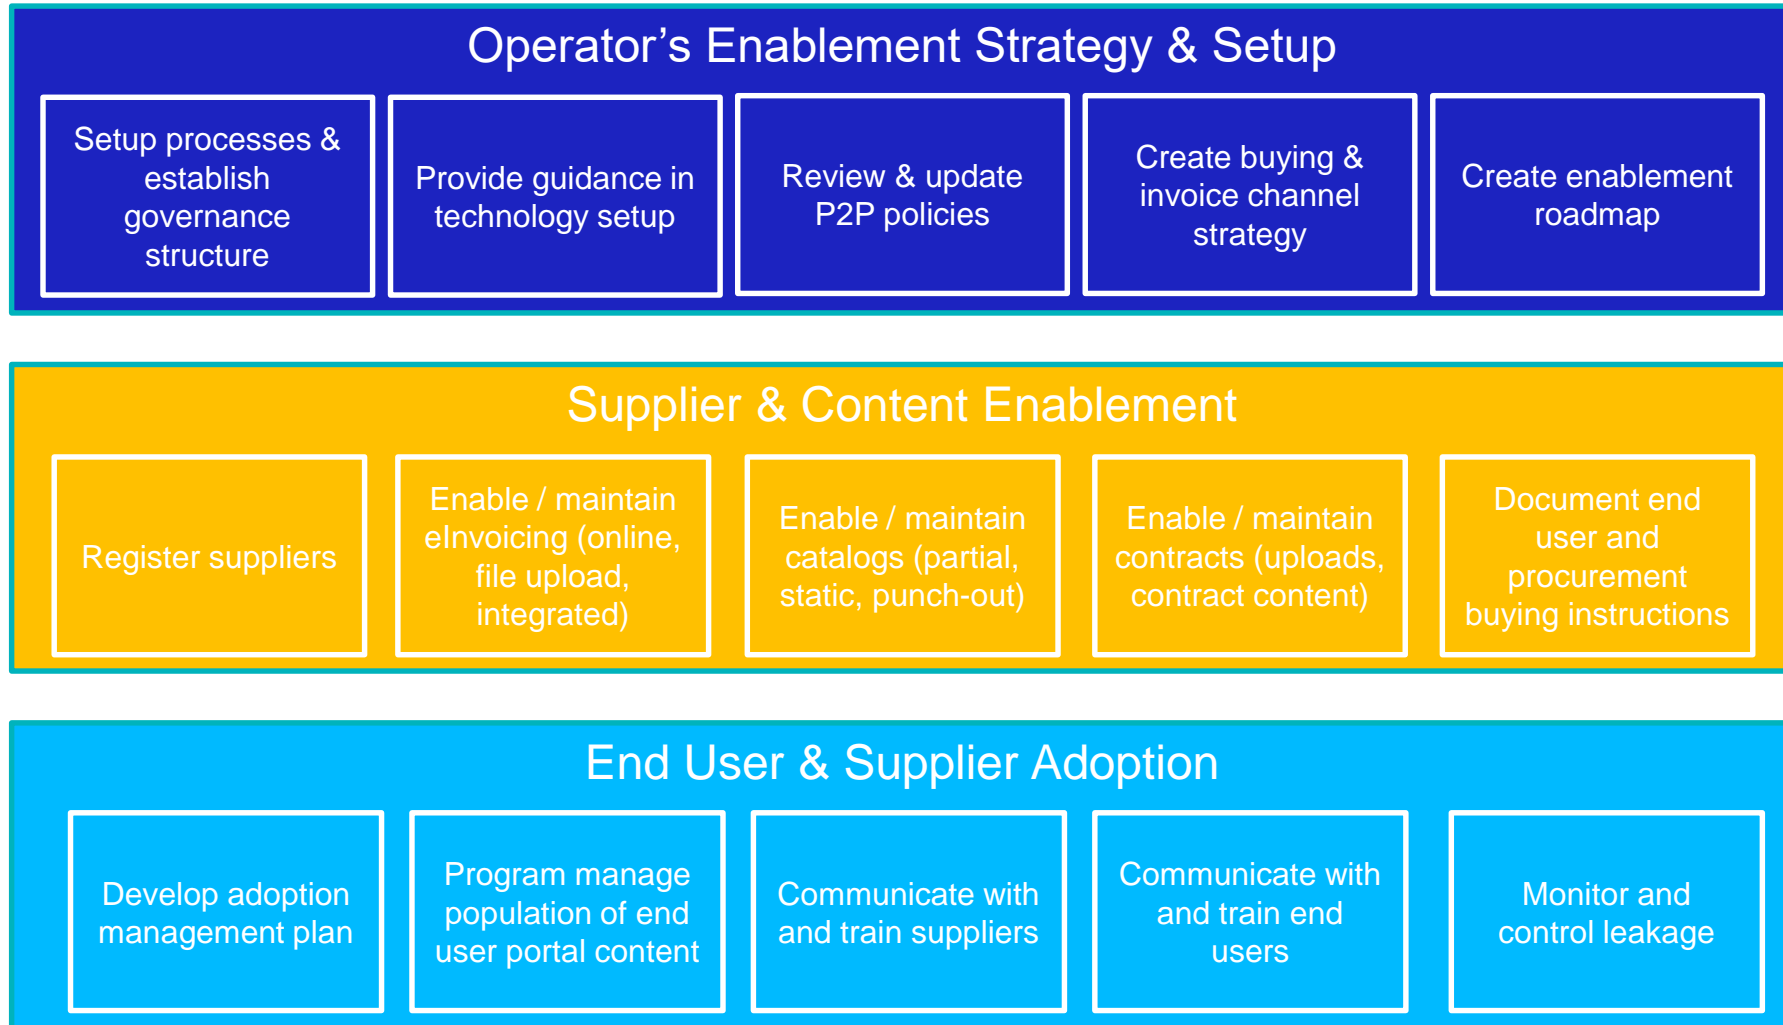 Operator’s Enablement Strategy & Setup
Setup processes &
establish
governance
structure
Provide guidance in
technology setup
Review & update
P2P policies
Create buying &
invoice channel
strategy
Create enablement
roadmap
Supplier & Content Enablement
Register suppliers
Enable / maintain
eInvoicing (online,
file upload,
integrated)
Enable / maintain
catalogs (partial,
static, punch-out)
Enable / maintain
contracts (uploads,
contract content)
Document end
user and
procurement
buying instructions
End User & Supplier Adoption
Develop adoption
management plan
Program manage
population of end
user portal content
Communicate with
and train suppliers
Communicate with
and train end
users
Monitor and
control leakage